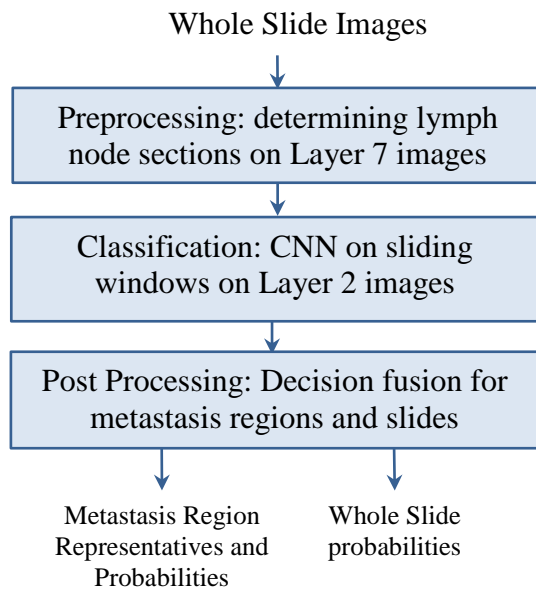 Whole Slide Images
Preprocessing: determining lymph
node sections on Layer 7 images
Classification: CNN on sliding
windows on Layer 2 images
Post Processing: Decision fusion for
metastasis regions and slides
Metastasis Region
Representatives and
Probabilities
Whole Slide
probabilities